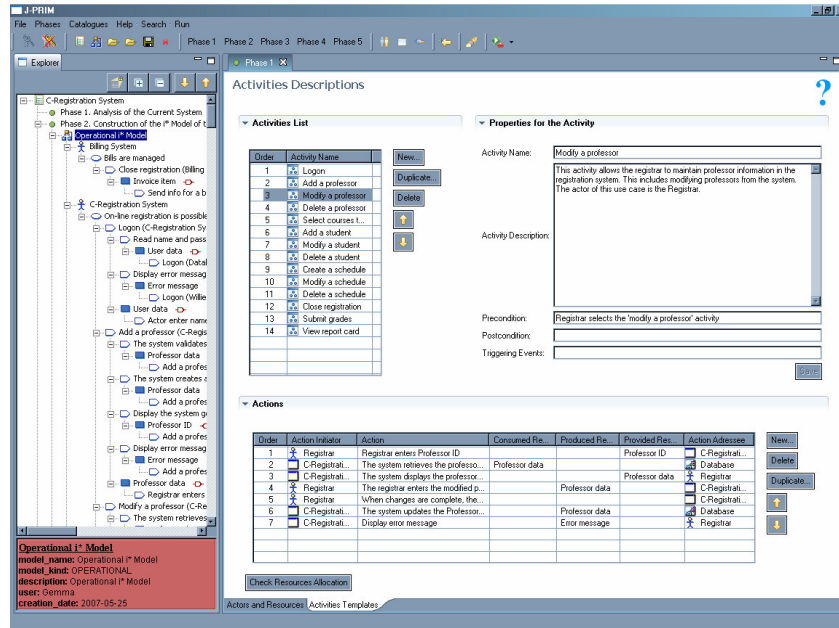 J-PRIM
File Phases Catalogues Help Search Run
Phase 1 Phase 2 Phase 3 Phase 4 Phase 5
Explorer
C-Registration System
Phase 1. Analysis of the Current System
Phase 2. Construction of the i* Model of t
Operational i* Model
Billing System
Bills are managed
Close registration (Billing
Invoice item
Send info for a b
C-Registration System
On-line registration is possible
Logon (C-Registration Sy
Read name and pass
User data
Logon (Datal
Display error messag
Error message
Logon (Willie
User data
Actor enter name
Add a professor (C-Regis
The system validates
Professor data
Add a profes
The system creates a
Professor data
Add a profes
Display the system ge
Professor ID
Add a profes
Display error messag
Error message
Add a profes
Professor data
Registrar enters
Modify a professor (C-Re
The system retrieves
Operational i* Model
model_name: Operational i* Model
model_kind: OPERATIONAL
description: Operational i* Model
user: Gemma
creation_date: 2007-05-25
Phase 1
Activities Descriptions
?
Activities List
Order Activity Name
1 Logon
2 Add a professor
3 Modify a professor
4 Delete a professor
5 Select courses t...
6 Add a student
7 Modify a student
8 Delete a student
9 Create a schedule
10 Modify a schedule
11 Delete a schedule
12 Close registration
13 Submit grades
14 View report card
New...
Duplicate...
Delete
Properties for the Activity
Activity Name: Modify a professor
Activity Description:
This activity allows the registrar to maintain professor information in the
registration system. This includes modifying professors from the system.
The actor of this use case is the Registrar.
Precondition: Registrar selects the 'modify a professor' activity
Postcondition:
Triggering Events:
Save
Actions
Order Action Initiator Action Consumed Re... Produced Re... Provided Res... Action Adressee
1 Registrar Registrar enters Professor ID Professor ID C-Registrati...
2 C-Registrati... The system retrieves the professo... Professor data Database
3 C-Registrati... The system displays the professor... Professor data Registrar
4 Registrar The registrar enters the modified p... Professor data C-Registrati...
5 Registrar When changes are complete, the... C-Registrati...
6 C-Registrati... The system updates the Professor... Professor data Database
7 C-Registrati... Display error message Error message Registrar
New...
Delete
Duplicate...
Check Resources Allocation
Actors and Resources Activities Templates